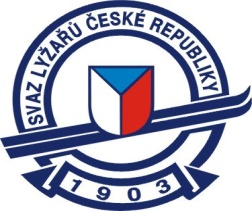 SVAZ LYŽAŘŮ ČESKÉ REPUBLIKY
1903